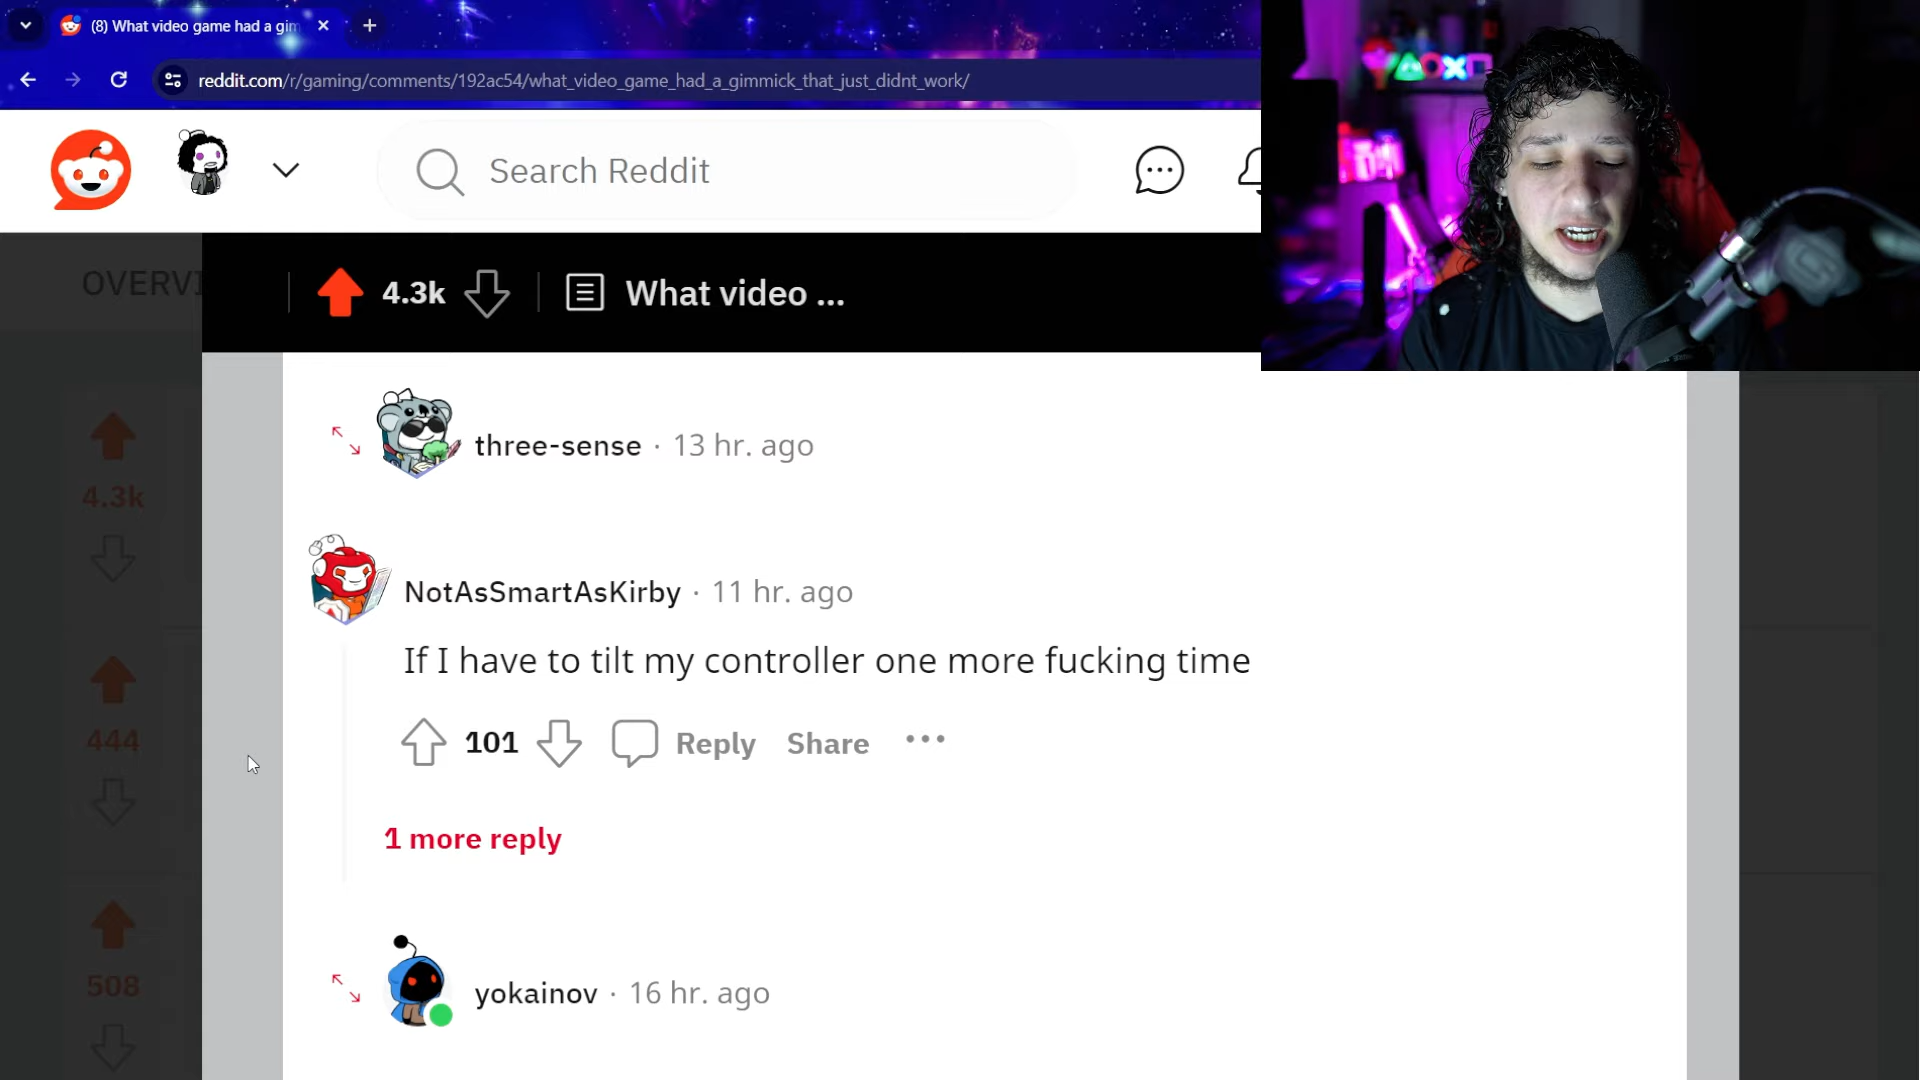 (8) What video game had a gim
reddit.com/r/gaming/comments/192ac54/what_video_game_had_a_gimmick_that_just_didnt_work/
Search Reddit
OVERVI
4.3k
What video ...
three-sense · 13 hr. ago
4.3k
NotAsSmartAsKirby · 11 hr. ago
If I have to tilt my controller one more fucking time
444
101
Reply
Share
1 more reply
508
yokainov · 16 hr. ago